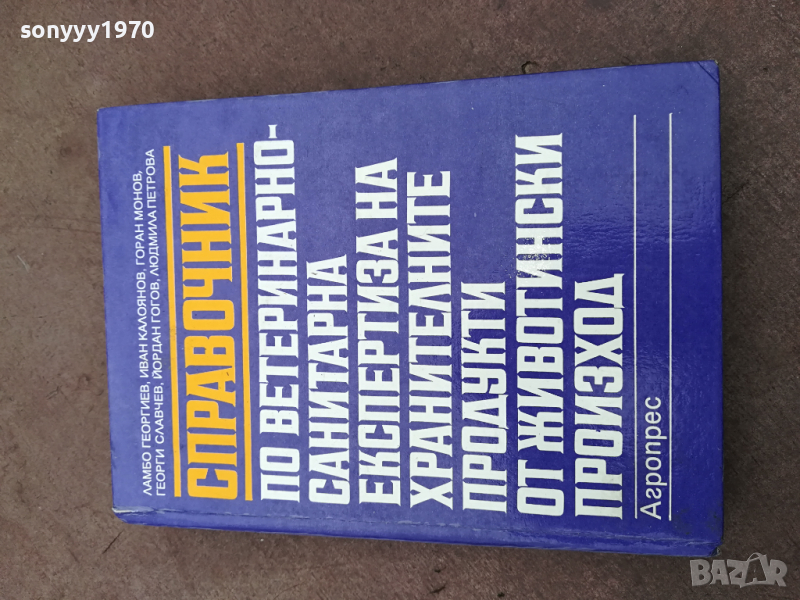 sonyyy1970
ЛАМБО ГЕОРГИЕВ, ИВАН КАЛОЯНОВ, ГОРАН МОНОВ,
ГЕОРГИ СЛАВЧЕВ, ЙОРДАН ГОГОВ, ЛЮДМИЛА ПЕТРОВА
СПРАВОЧНИК
ПО ВЕТЕРИНАРНО-
САНИТАРНА
ЕКСПЕРТИЗА НА
ХРАНИТЕЛНИТЕ
ПРОДУКТИ
ОТ ЖИВОТИНСКИ
ПРОИЗХОД
Агропрес
BAZAR